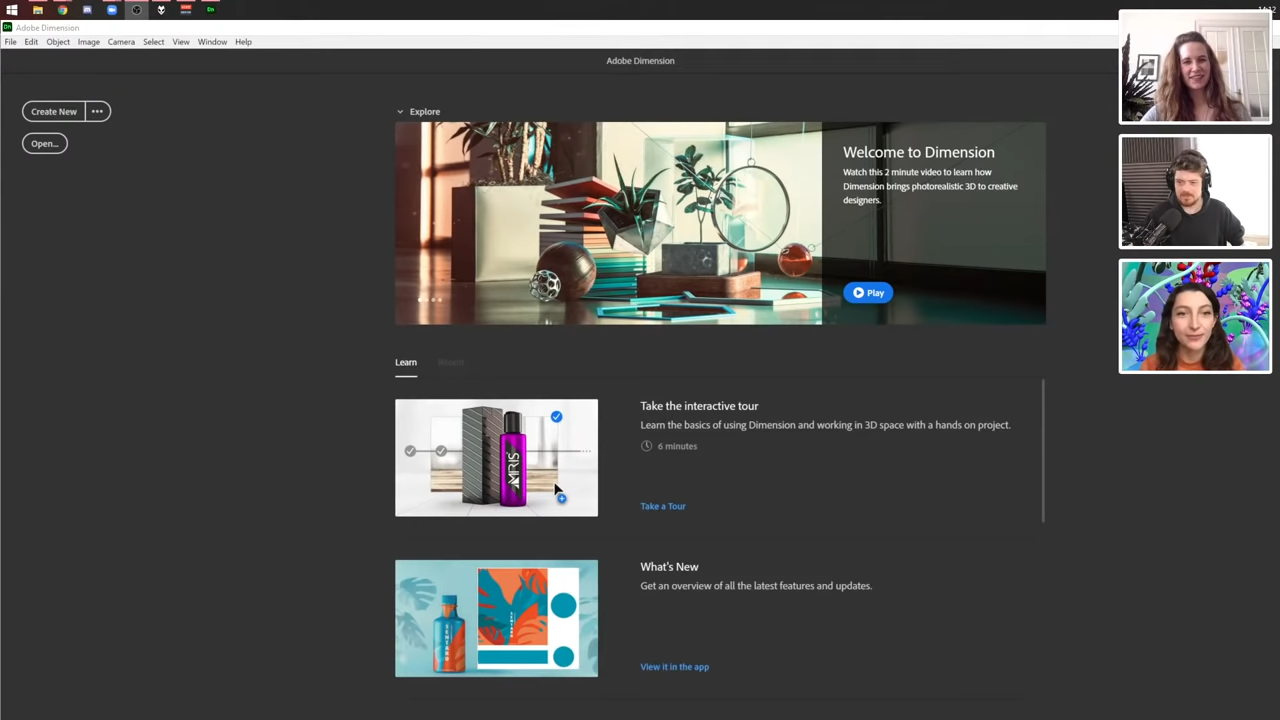 Adobe Dimension
File Edit Object Image Camera Select View Window Help
Adobe Dimension
Create New
Open...
Explore
Welcome to Dimension
Watch this 2 minute video to learn how
Dimension brings photorealistic 3D to creative
designers.
Play
Learn Recent
Take the interactive tour
Learn the basics of using Dimension and working in 3D space with a hands on project.
6 minutes
Take a Tour
What's New
Get an overview of all the latest features and updates.
View it in the app